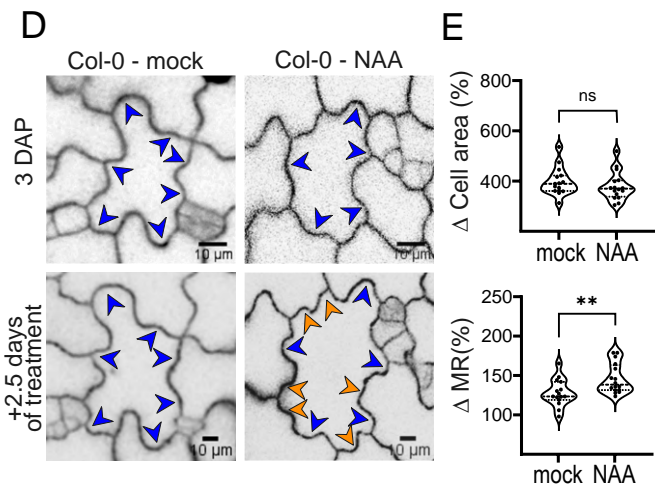 D
Col-0 - mock
Col-0 - NAA
3 DAP
10 µm
10 µm
+2.5 days
of treatment
10 µm
10 µm
E
Δ Cell area (%)
800
600
400
ns
mock
NAA
Δ MR(%)
250
200
150
100
**
mock
NAA